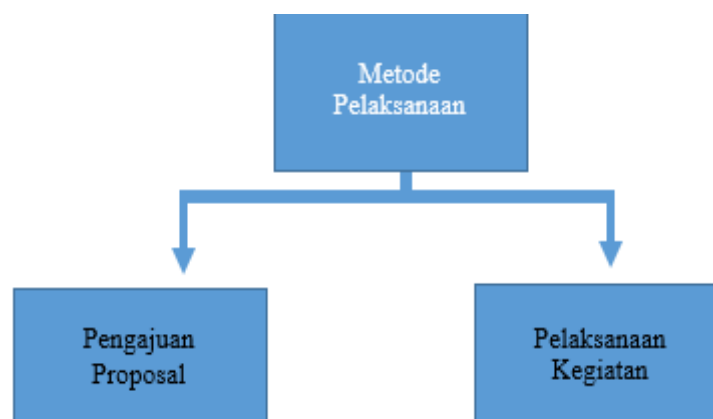 Metode
Pelaksanaan
Pengajuan
Proposal
Pelaksanaan
Kegiatan